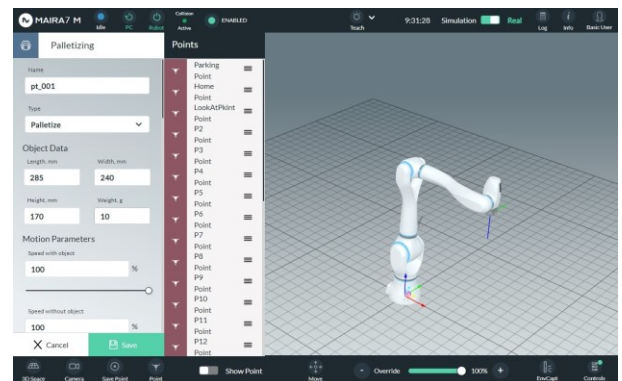 MAIRA7 M
Idle
PC
Robot
Collision
Active
ENABLED
Teach
9:31:28
Simulation
Real
Log
Info
Basic User
Palletizing
Name
pt_001
Type
Palletize
Object Data
Length, mm
Width, mm
285
240
Height, mm
Weight, g
170
10
Motion Parameters
Speed with object
100
%
Speed without object
100
%
Cancel
Save
Points
Parking
Point
Home
Point
LookAtPkint
Point
P2
Point
P3
Point
P4
Point
P5
Point
P6
Point
P7
Point
P8
Point
P9
Point
P10
Point
P11
Point
P12
Point
3D Space
Camera
Save Point
Point
Show Point
Move
-
Override
100%
+
EnvCapt
Controls